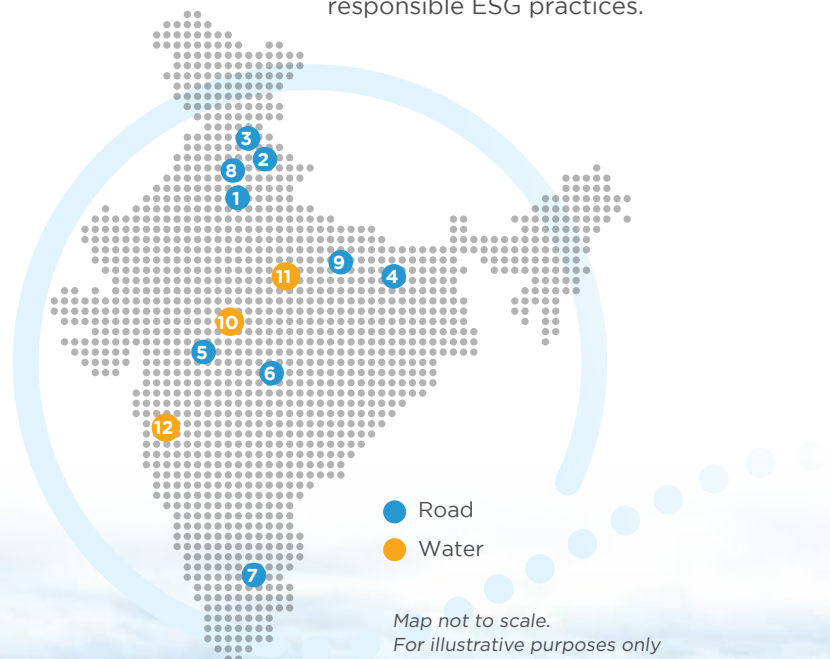 responsible ESG practices.
3
2
8
1
9
11
4
10
5
6
12
Road
Water
7
Map not to scale.
For illustrative purposes only